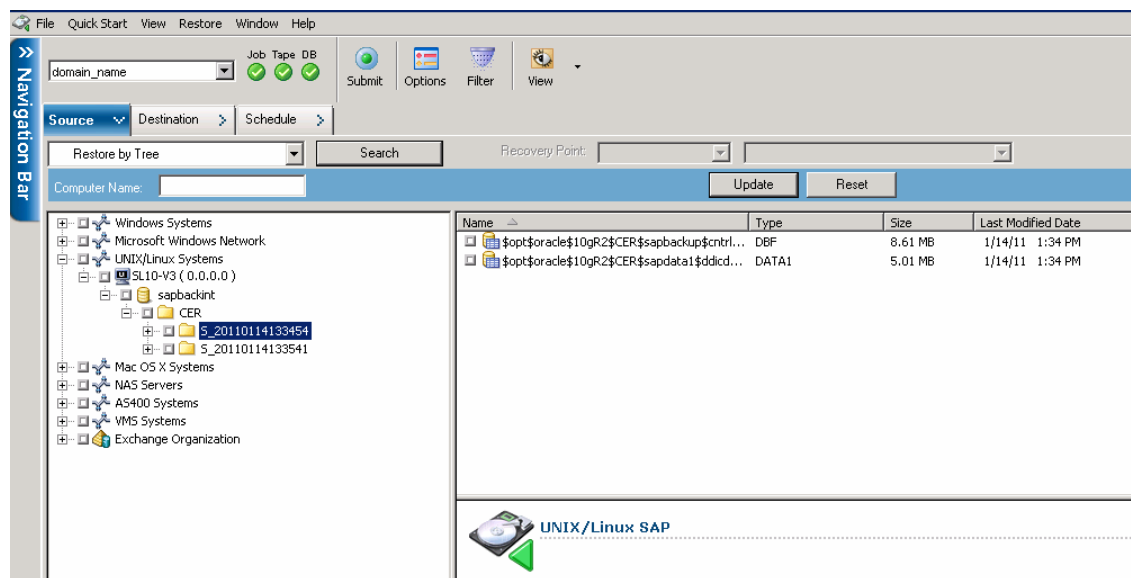 File Quick Start View Restore Window Help
Job Tape DB
domain_name
Submit Options Filter View
Navigation Bar
Source Destination Schedule
Restore by Tree Search Recovery Point:
Computer Name: Update Reset
Windows Systems
Microsoft Windows Network
UNIX/Linux Systems
SL10-V3 ( 0.0.0.0 )
sapbackint
CER
S_20110114133454
S_20110114133541
Mac OS X Systems
NAS Servers
AS400 Systems
VMS Systems
Exchange Organization
Name Type Size Last Modified Date
$opt$oracle$10gR2$CER$sapbackup$cntrl... DBF 8.61 MB 1/14/11 1:34 PM
$opt$oracle$10gR2$CER$sapdata1$ddicd... DATA1 5.01 MB 1/14/11 1:34 PM
UNIX/Linux SAP